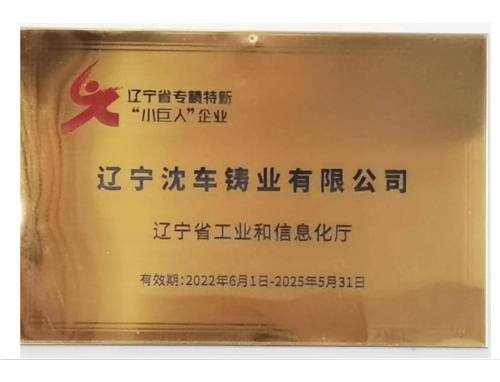 辽宁省专精特新
“小巨人”企业
辽宁沈车铸业有限公司
辽宁省工业和信息化厅
有效期:2022年6月1日-2025年5月31日